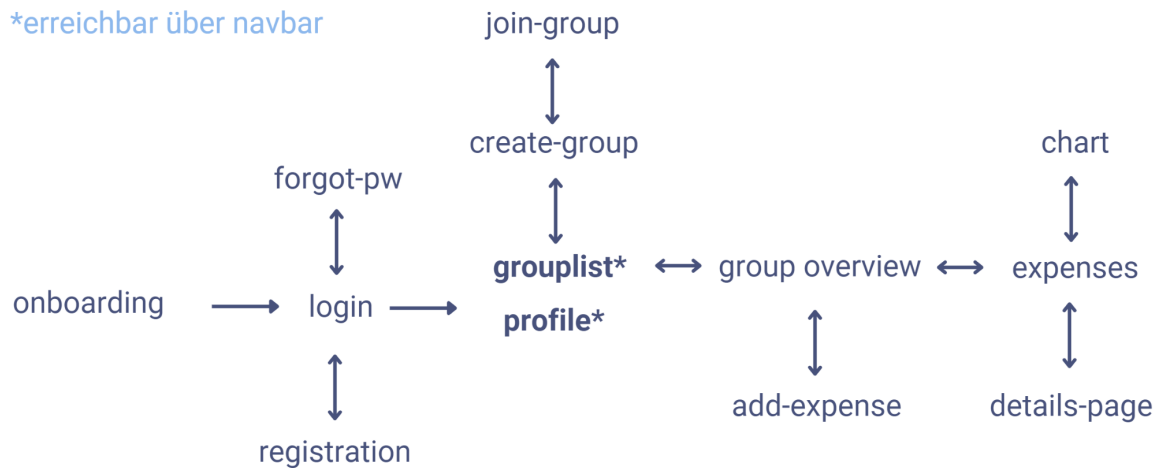 *erreichbar über navbar
join-group
create-group
chart
forgot-pw
grouplist*
group overview
expenses
onboarding
login
profile*
add-expense
details-page
registration